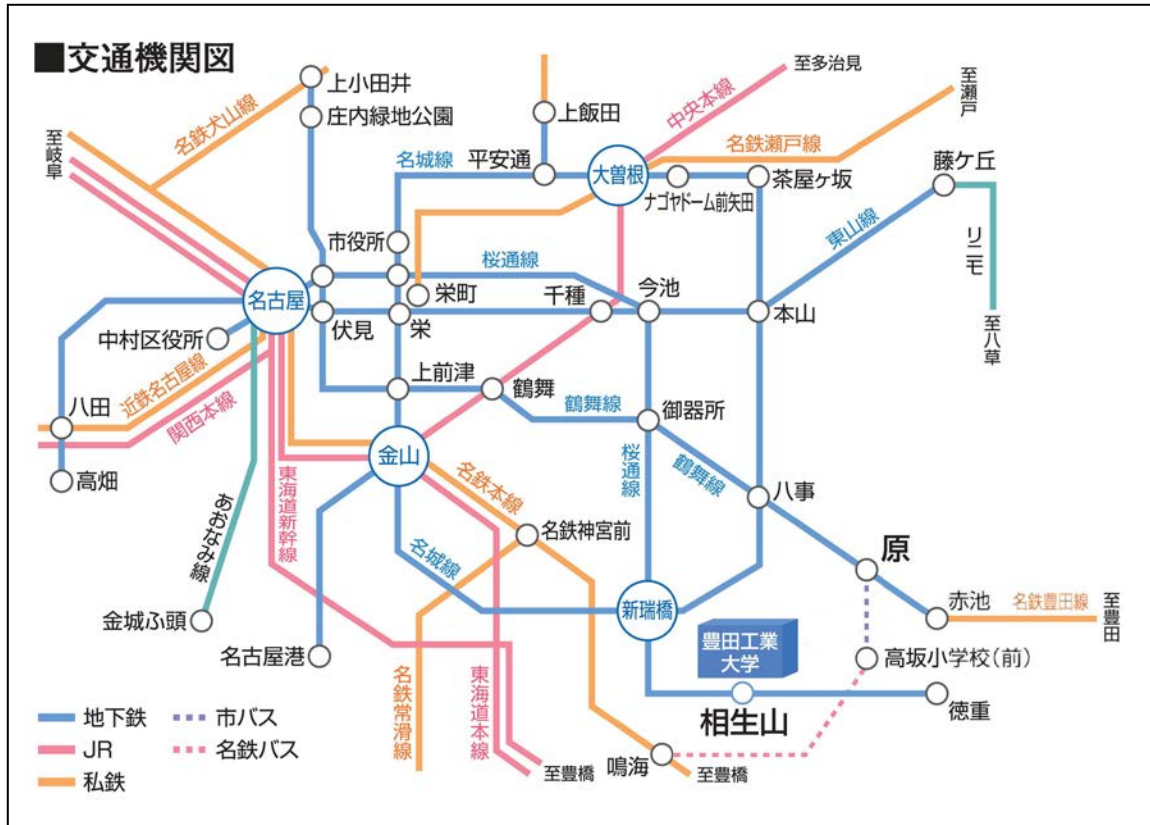 ■交通機関図
上小田井
庄内緑地公園
名鉄犬山線
至岐阜
上飯田
平安通
名城線
至多治見
中央本線
至瀬戸
名鉄瀬戸線
大曽根
ナゴヤドーム前矢田
茶屋ヶ坂
藤ケ丘
東山線
リニモ
至八草
市役所
桜通線
名古屋
栄町
千種
今池
本山
中村区役所
伏見
栄
上前津
鶴舞
鶴舞線
御器所
近鉄名古屋線
関西本線
八田
高畑
金山
桜通線
鶴舞線
八事
名鉄本線
東海道新幹線
あおなみ線
名鉄神宮前
原
名城線
新瑞橋
赤池
名鉄豊田線
至豊田
金城ふ頭
名古屋港
豊田工業
大学
高坂小学校(前)
名鉄常滑線
東海道本線
相生山
徳重
鳴海
至豊橋
至豊橋
地下鉄
JR
私鉄
市バス
名鉄バス